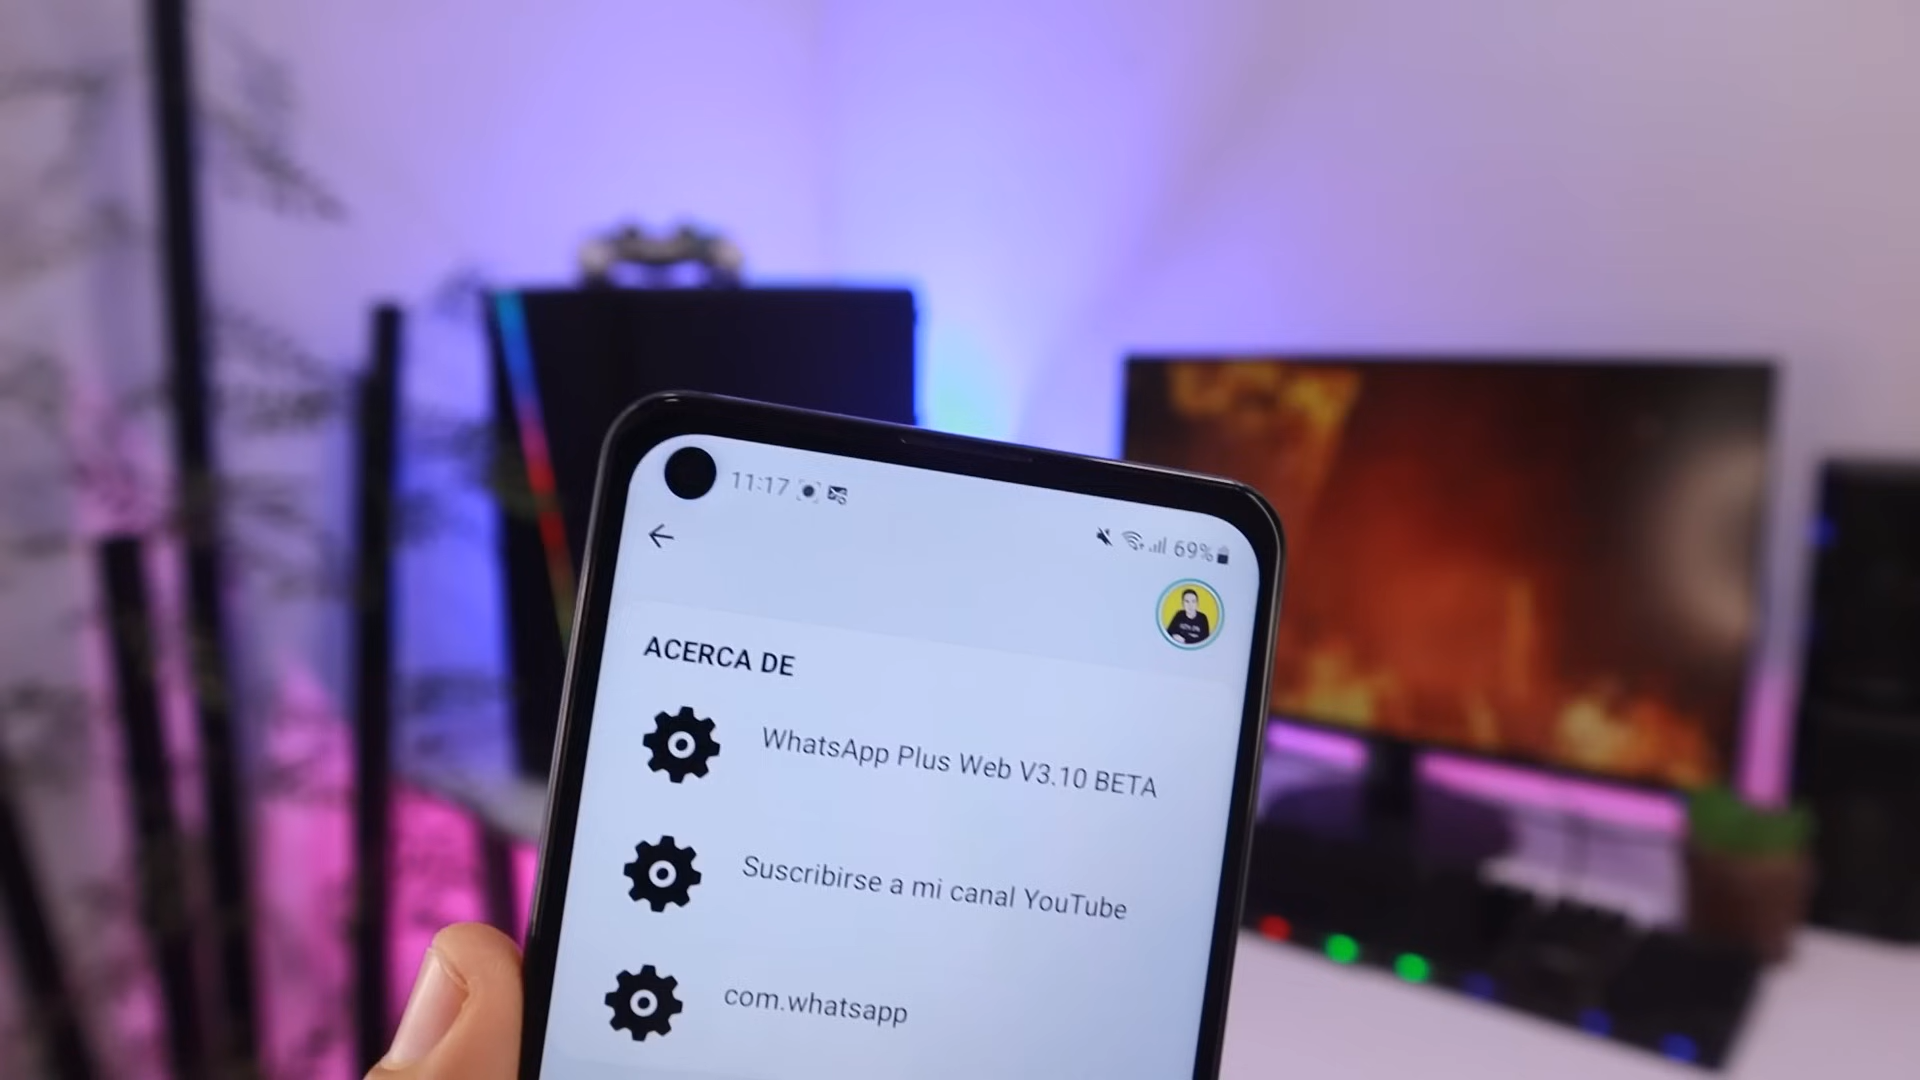 11:17
69%
ACERCA DE
WhatsApp Plus Web V3.10 BETA
Suscribirse a mi canal YouTube
com.whatsapp